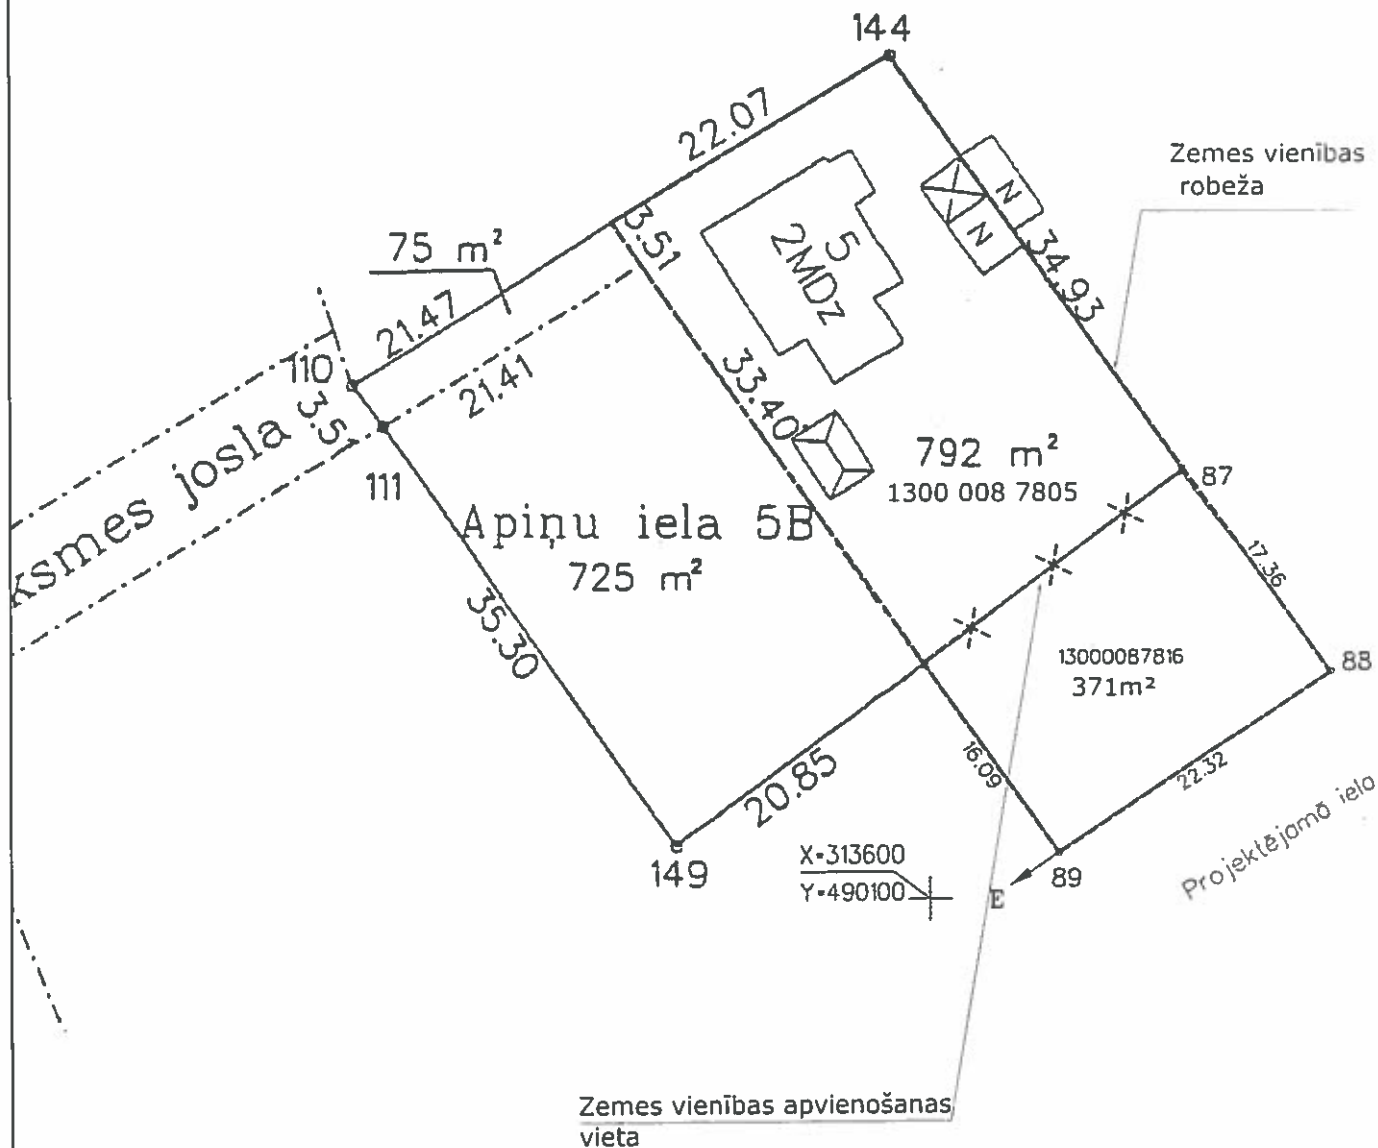 144
22.07
Zemes vienības
robeža
N
N
3.51
5
2MDz
34.93
75 m²
21.47
110
21.41
3.51
33.40
josla
111
792 m²
1300 008 7805
87
Apiņu iela 5B
725 m²
17.36
35.30
13000087816
371m²
88
16.09
22.32
20.85
149
X=313600
Y=490100
E
89
Zemes vienības apvienošanas
vieta